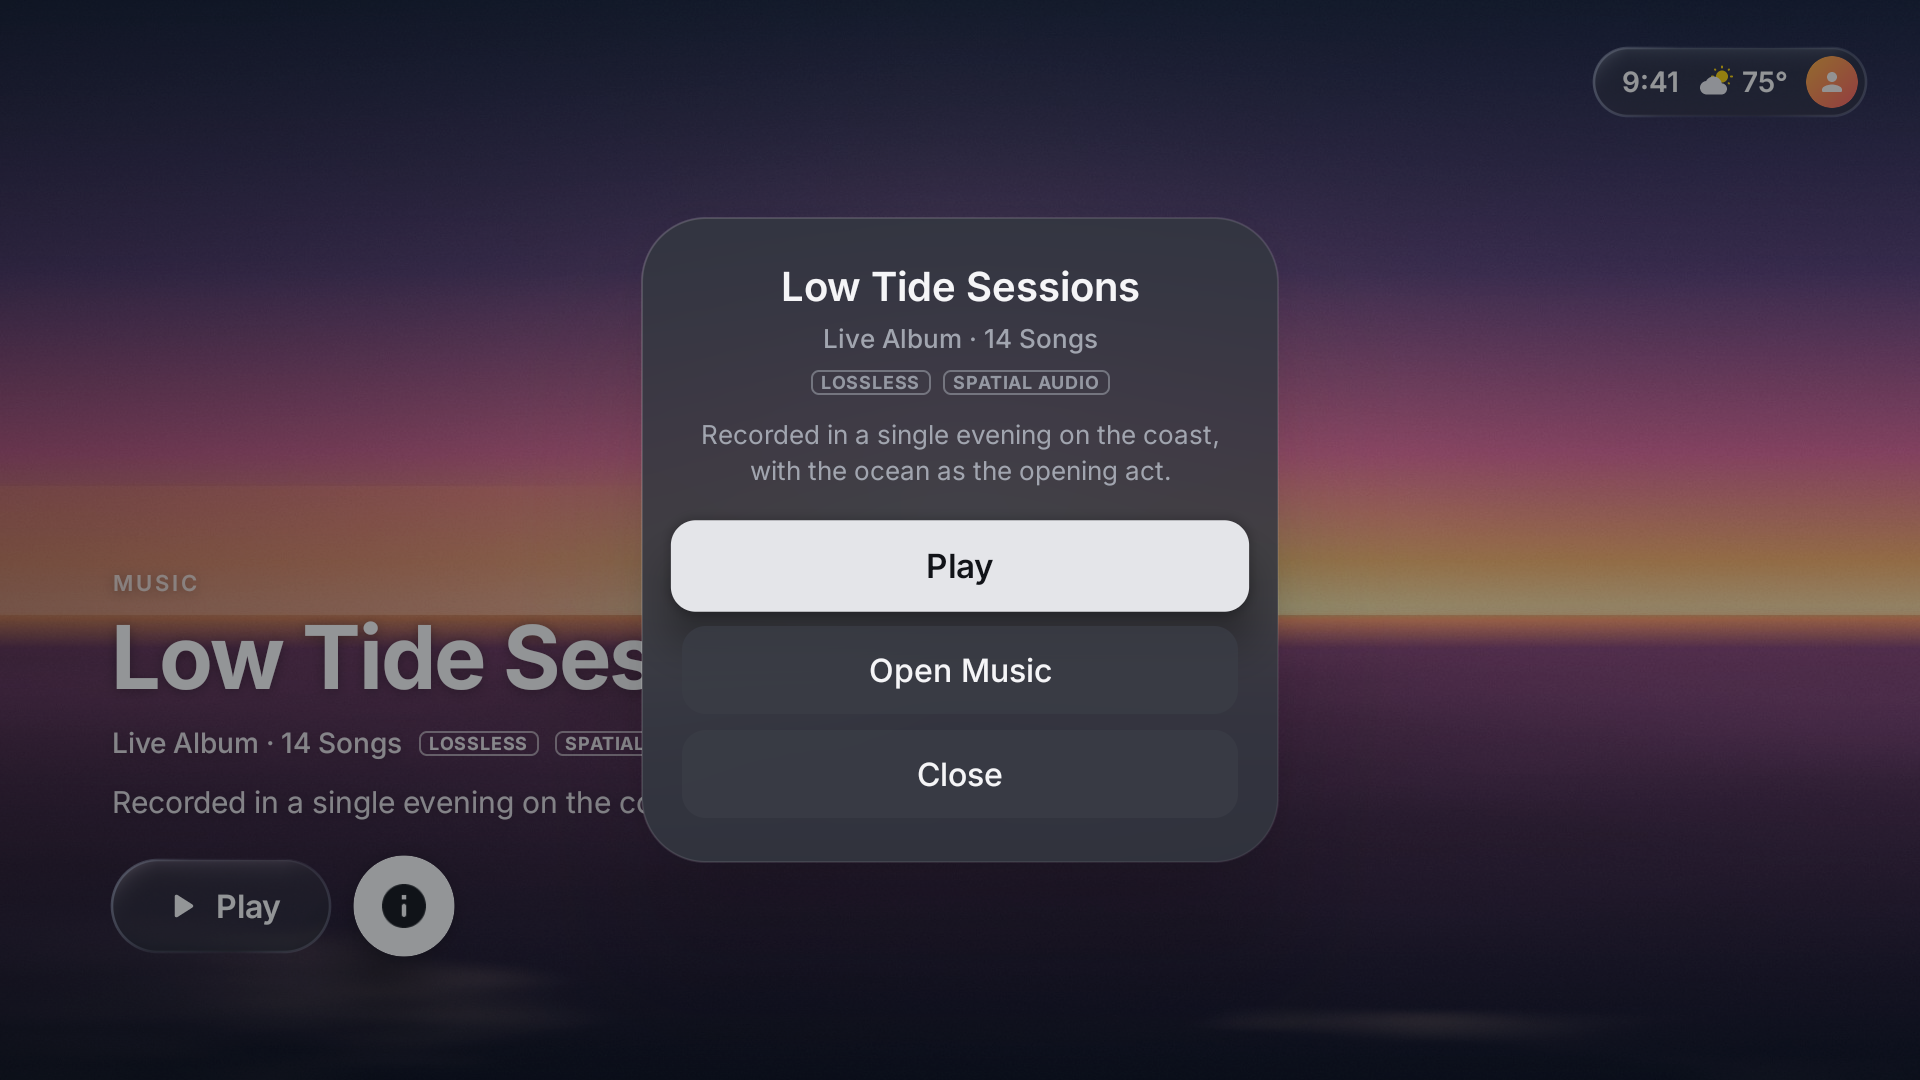 9:41 75°
Low Tide Sessions
Live Album · 14 Songs
LOSSLESS SPATIAL AUDIO
Recorded in a single evening on the coast,
with the ocean as the opening act.
Play
Open Music
Close
MUSIC
Low Tide Ses
Live Album · 14 Songs LOSSLESS SPATIAL
Recorded in a single evening on the co
Play